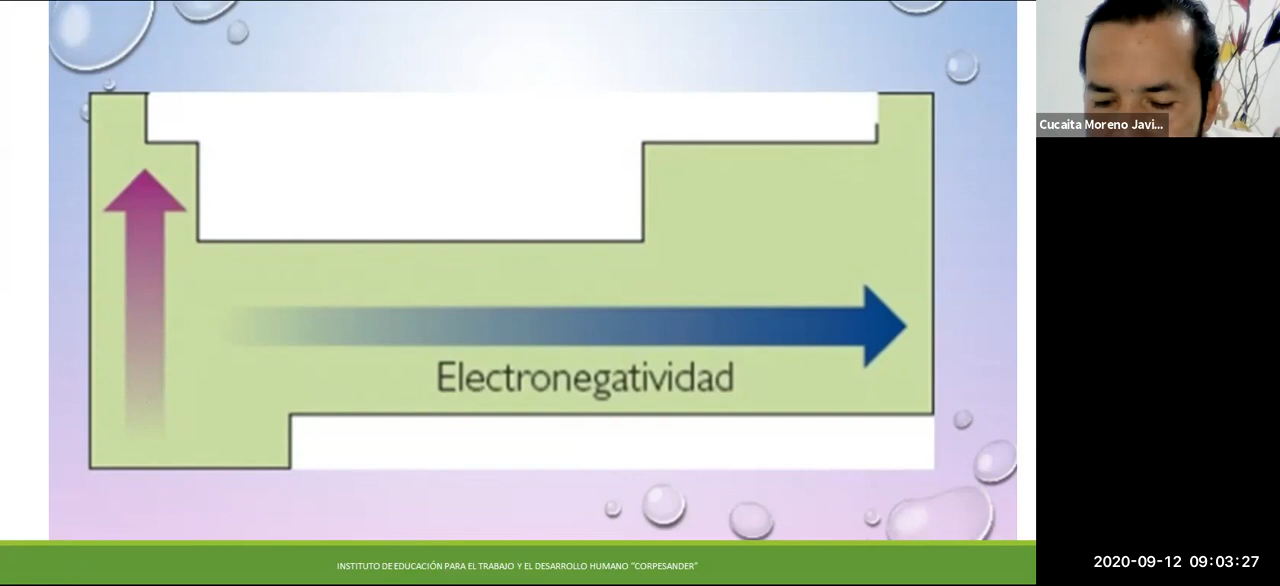 Cucaita Moreno Javi...
Electronegatividad
INSTITUTO DE EDUCACIÓN PARA EL TRABAJO Y EL DESARROLLO HUMANO "CORPESANDER"
2020-09-12 09:03:27